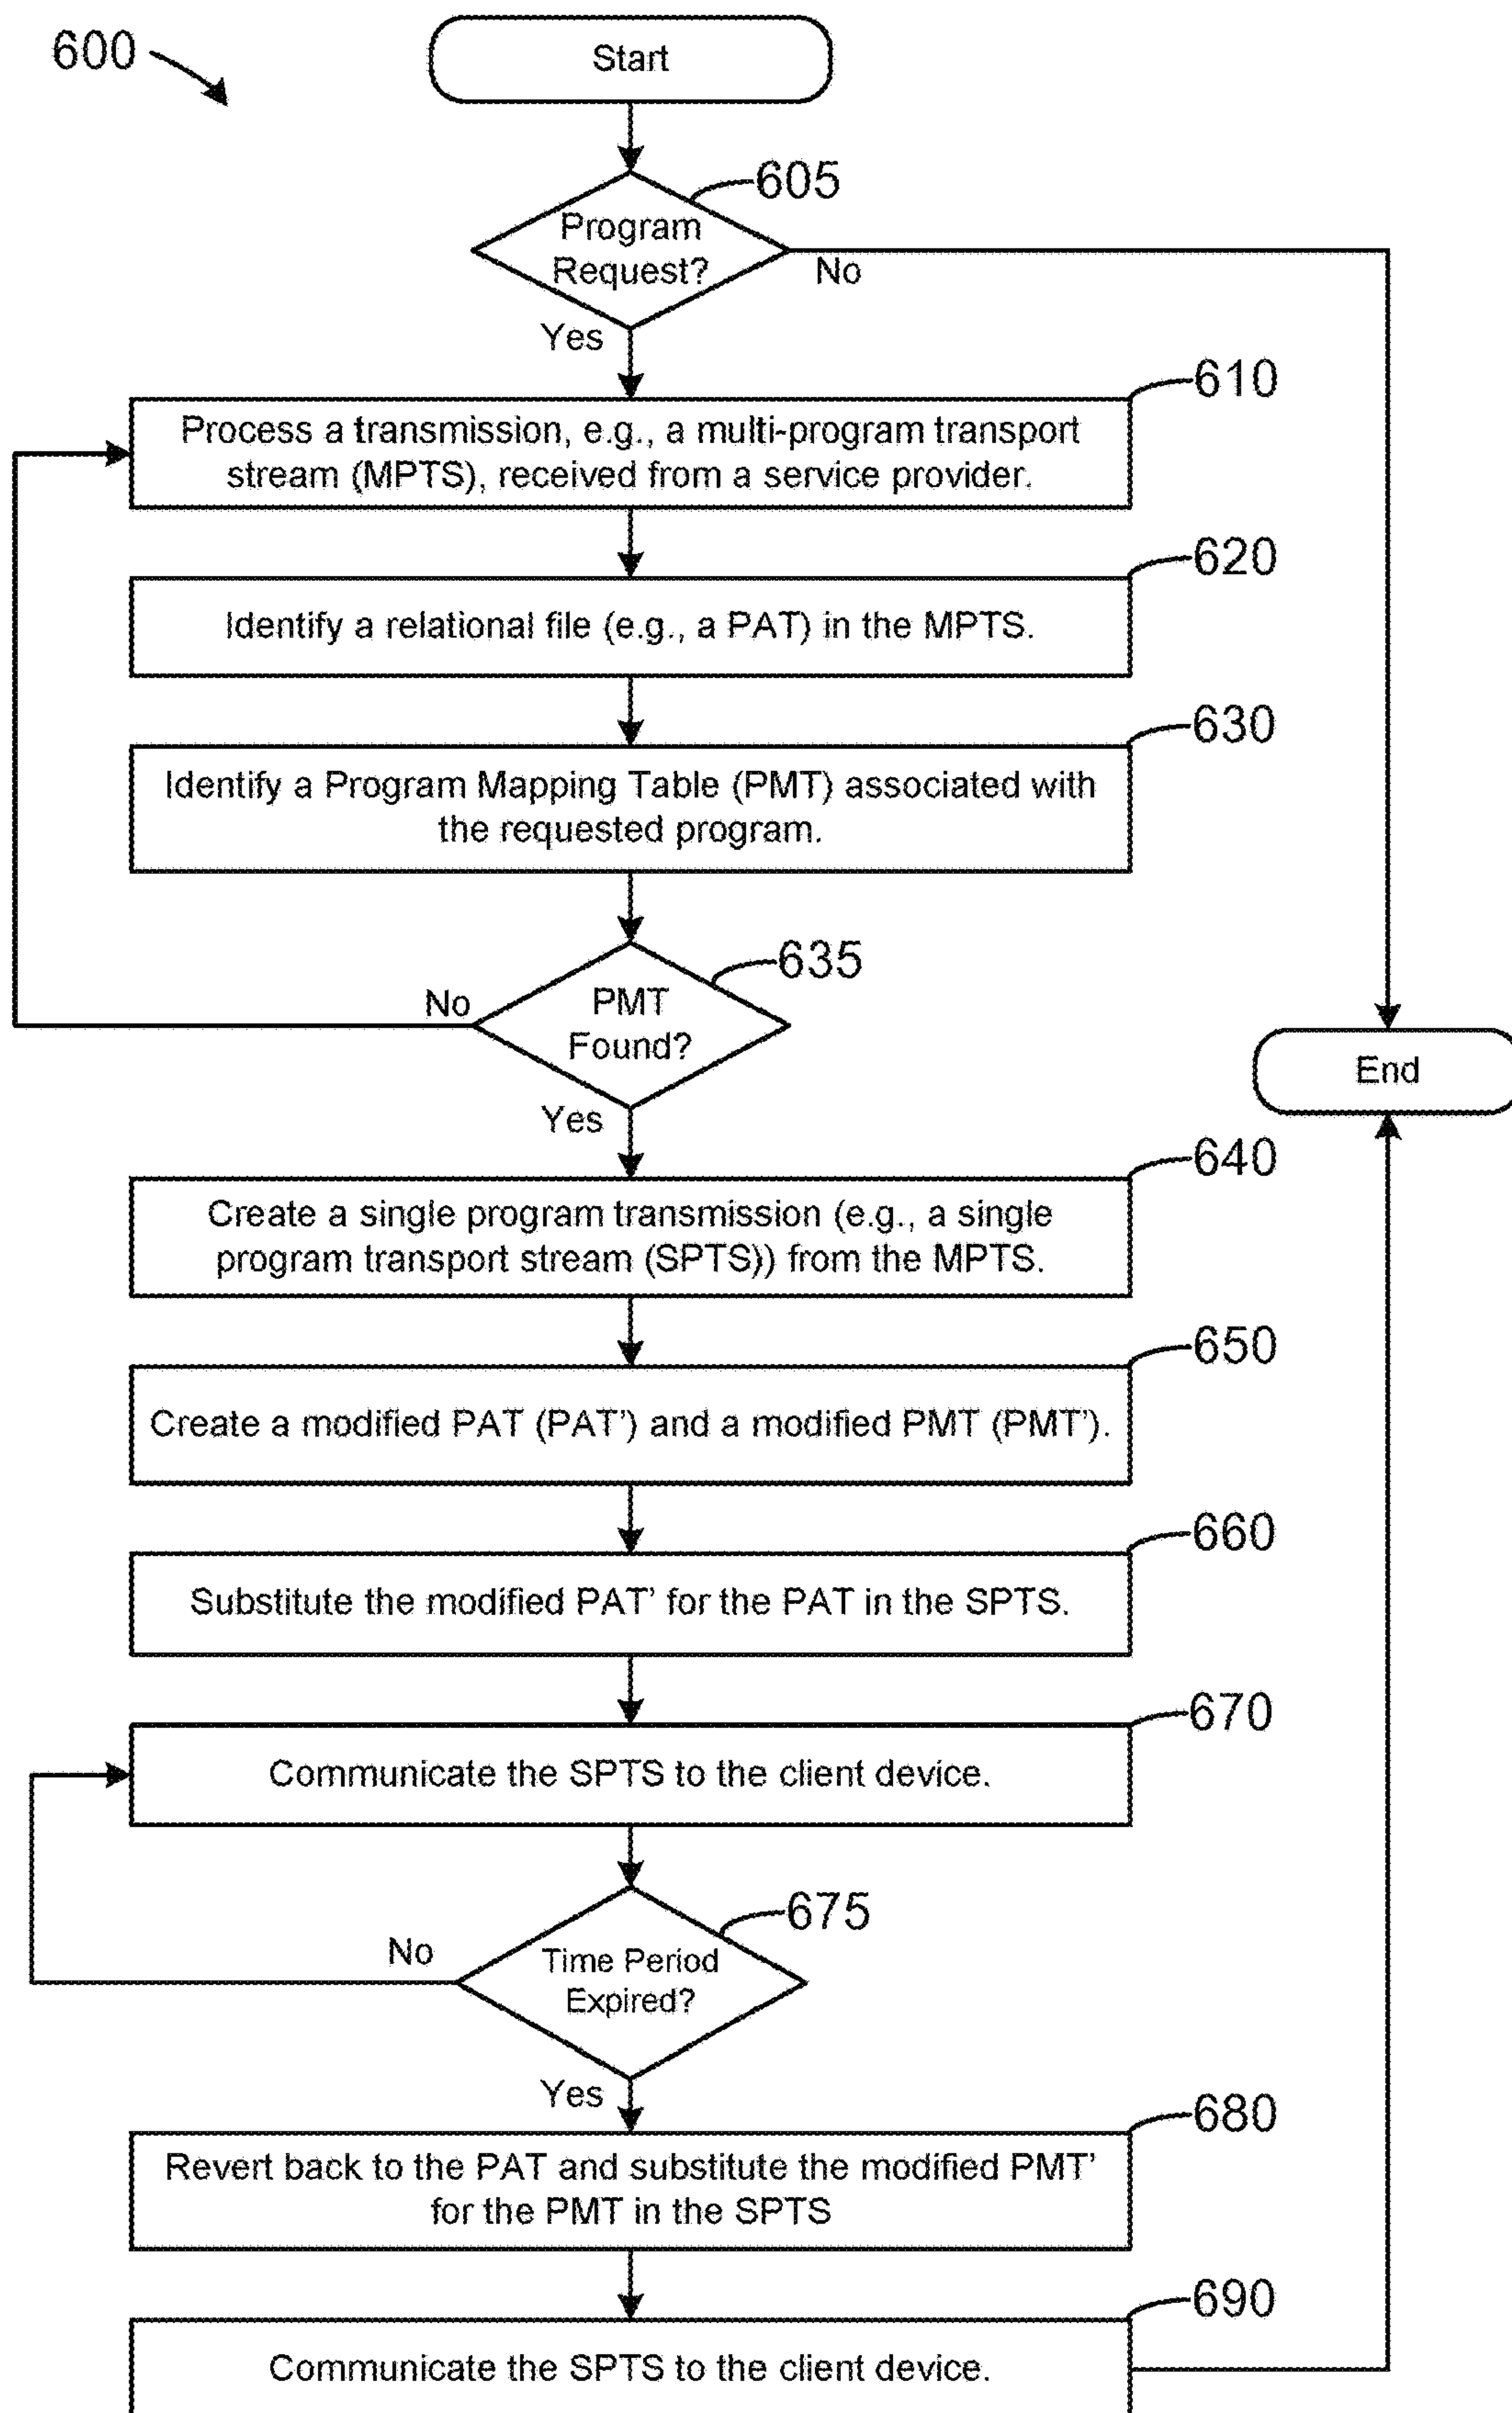 600
Start
605
Program
Request?
No
Yes
610
Process a transmission, e.g., a multi-program transport
stream (MPTS), received from a service provider.
620
Identify a relational file (e.g., a PAT) in the MPTS.
630
Identify a Program Mapping Table (PMT) associated with
the requested program.
635
No
PMT
Found?
End
Yes
640
Create a single program transmission (e.g., a single
program transport stream (SPTS)) from the MPTS.
650
Create a modified PAT (PAT') and a modified PMT (PMT').
660
Substitute the modified PAT' for the PAT in the SPTS.
670
Communicate the SPTS to the client device.
675
No
Time Period
Expired?
Yes
680
Revert back to the PAT and substitute the modified PMT'
for the PMT in the SPTS
690
Communicate the SPTS to the client device.